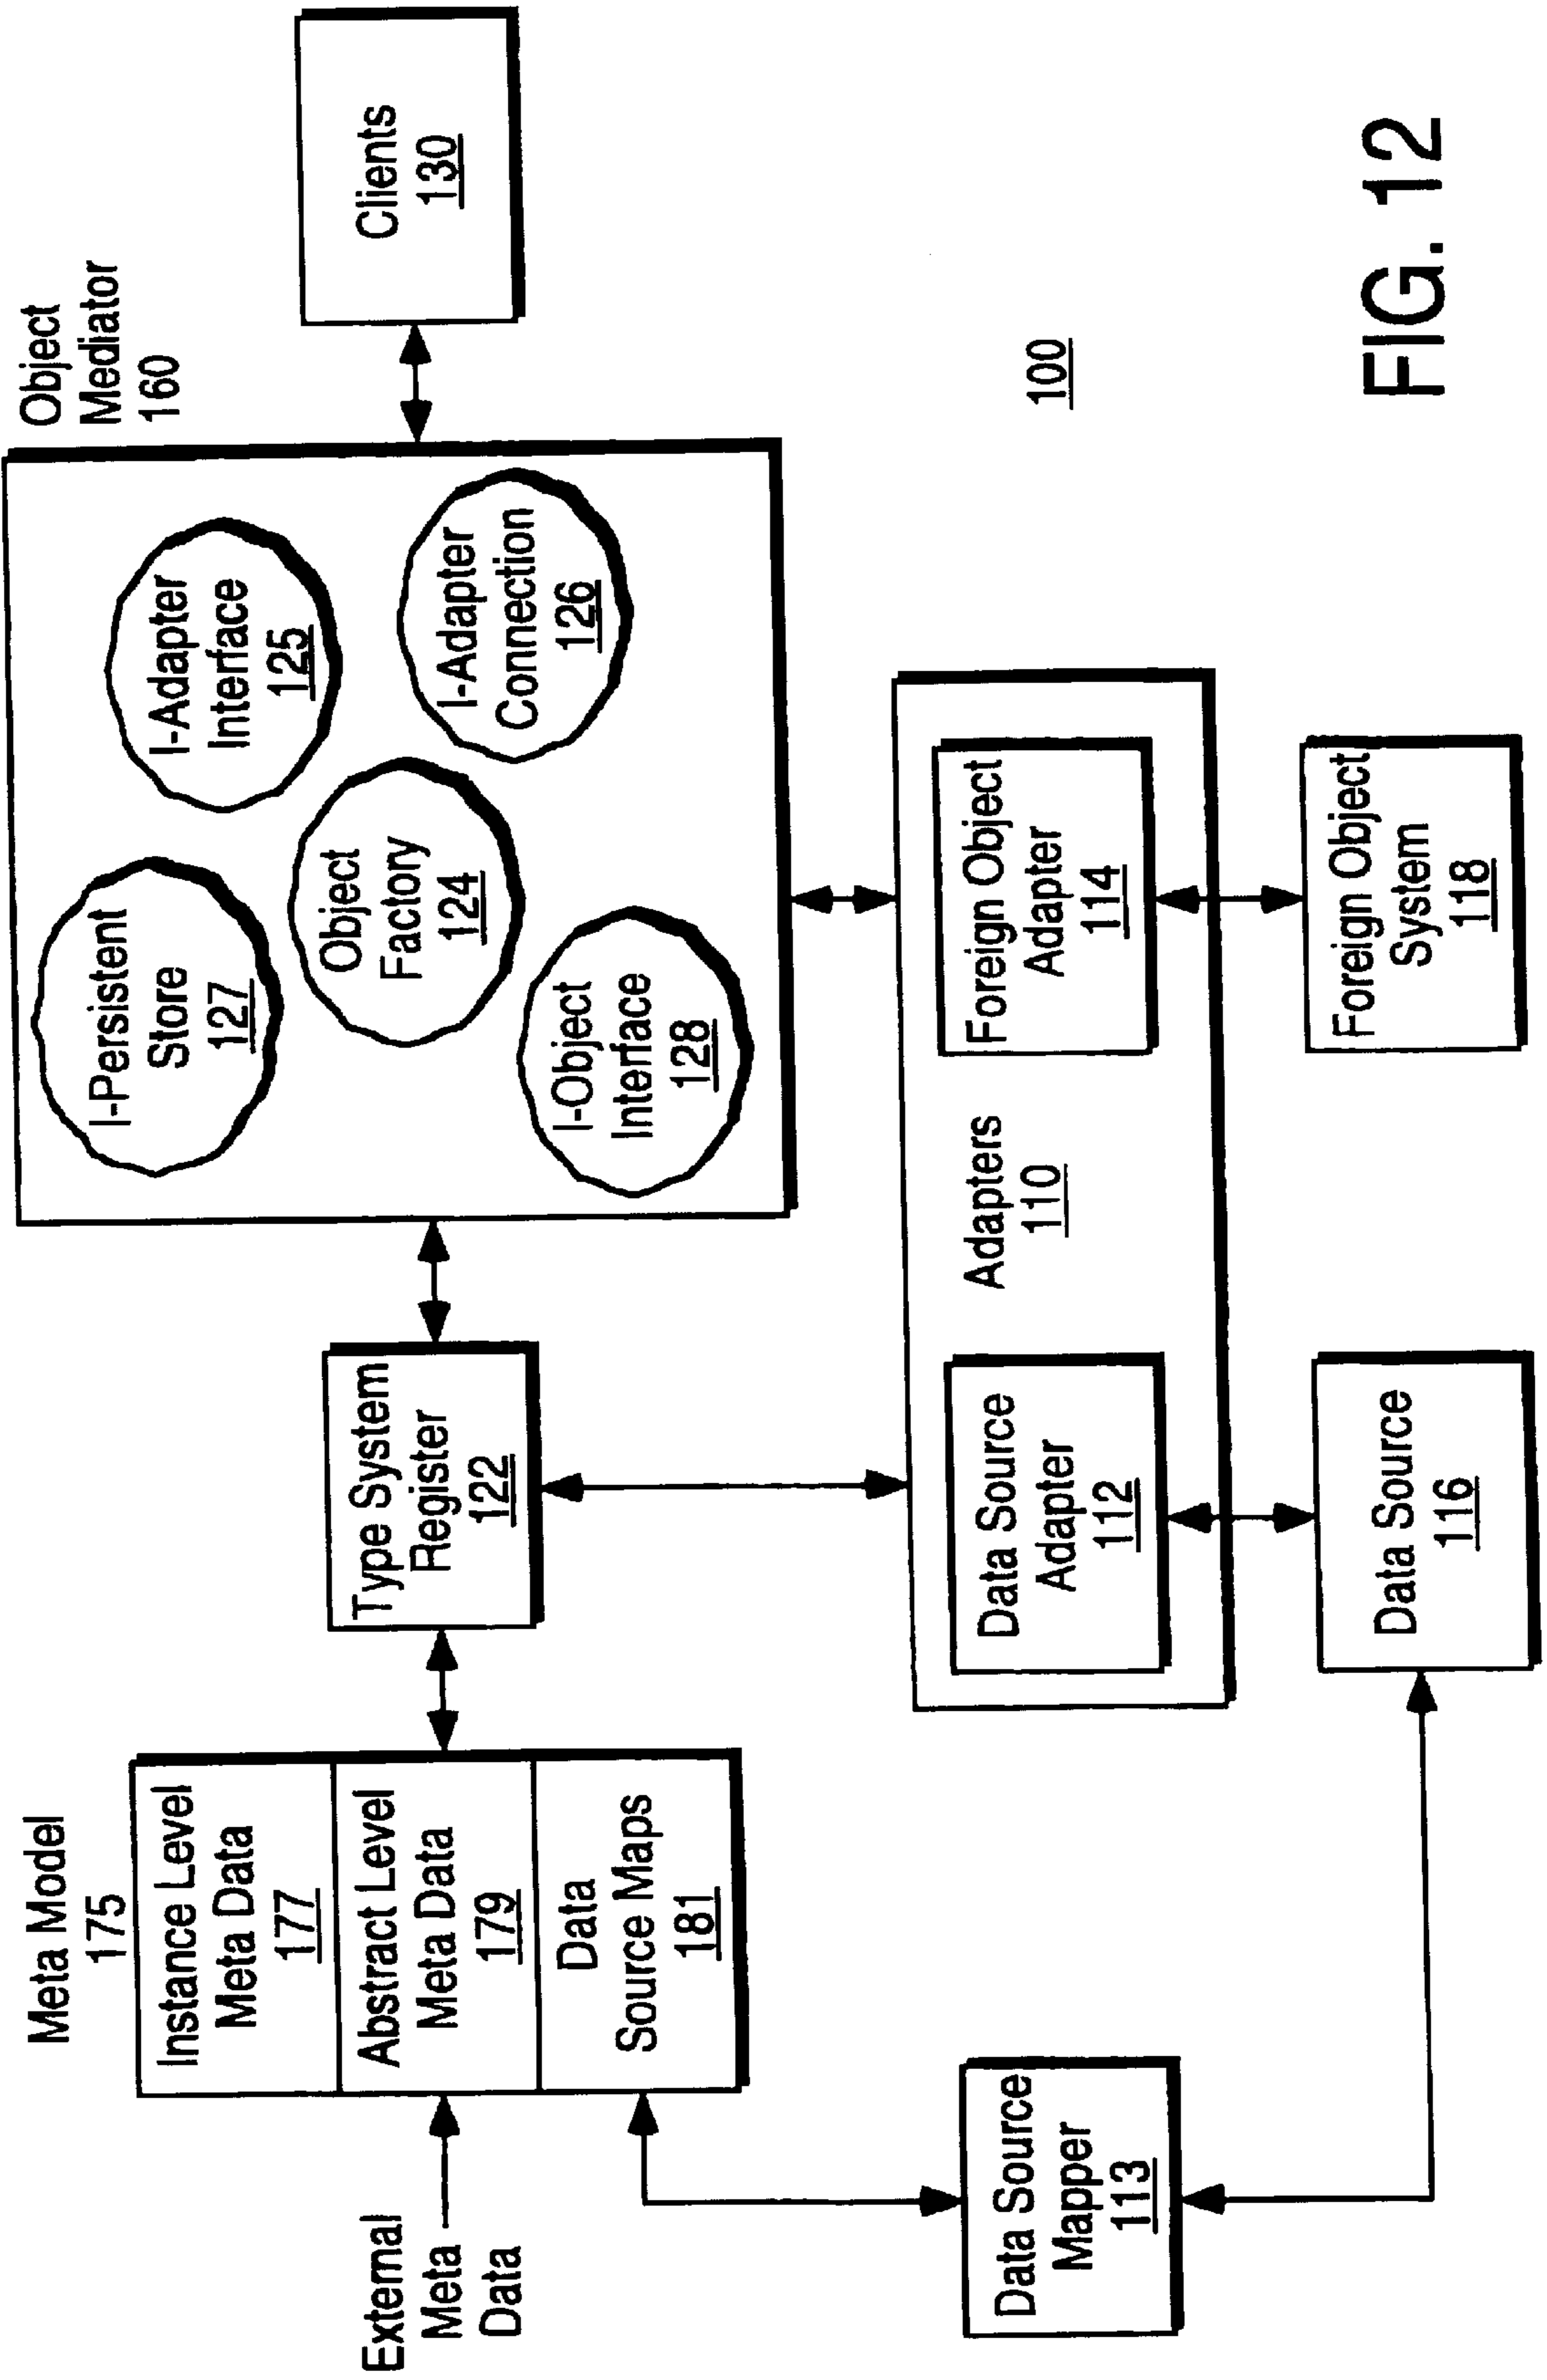 Meta Model
175
Instance Level
Meta Data
177
Abstract Level
Meta Data
179
Data
Source Maps
181
External
Meta
Data
Type System
Register
122
Object
Mediator
160
I-Persistent
Store
127
I-Adapter
Interface
125
Object
Factory
124
I-Adapter
Connection
126
I-Object
Interface
128
Clients
130
Data Source
Mapper
113
Adapters
110
Data Source
Adapter
112
Foreign Object
Adapter
114
Data Source
116
Foreign Object
System
118
100
FIG. 12